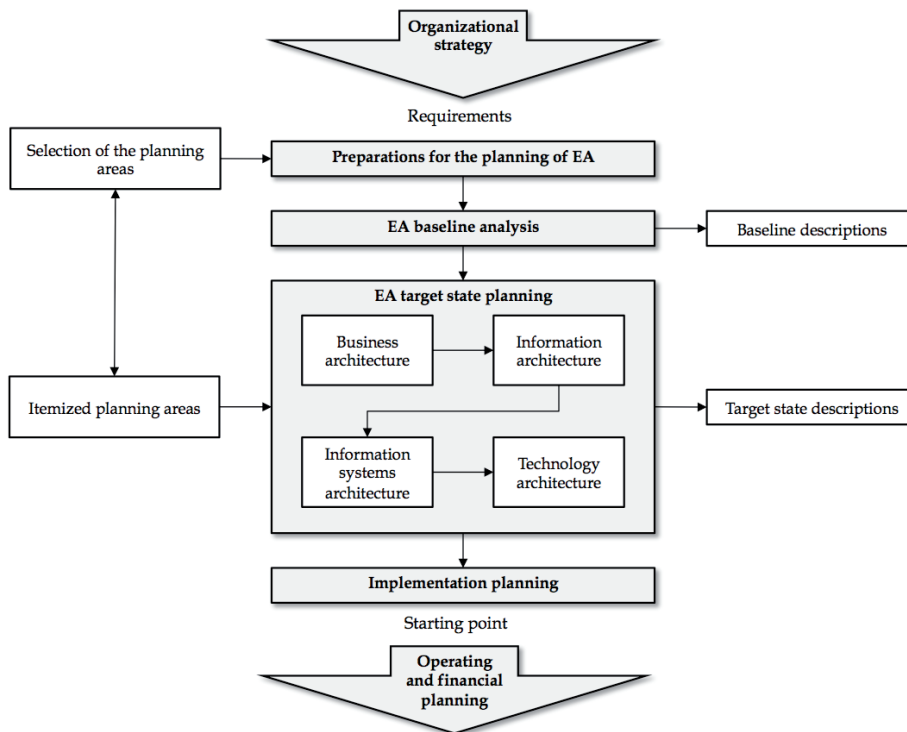 Organizational
strategy
Requirements
Selection of the planning
areas
Preparations for the planning of EA
EA baseline analysis
Baseline descriptions
EA target state planning
Business
architecture
Information
architecture
Itemized planning areas
Target state descriptions
Information
systems
architecture
Technology
architecture
Implementation planning
Starting point
Operating
and financial
planning